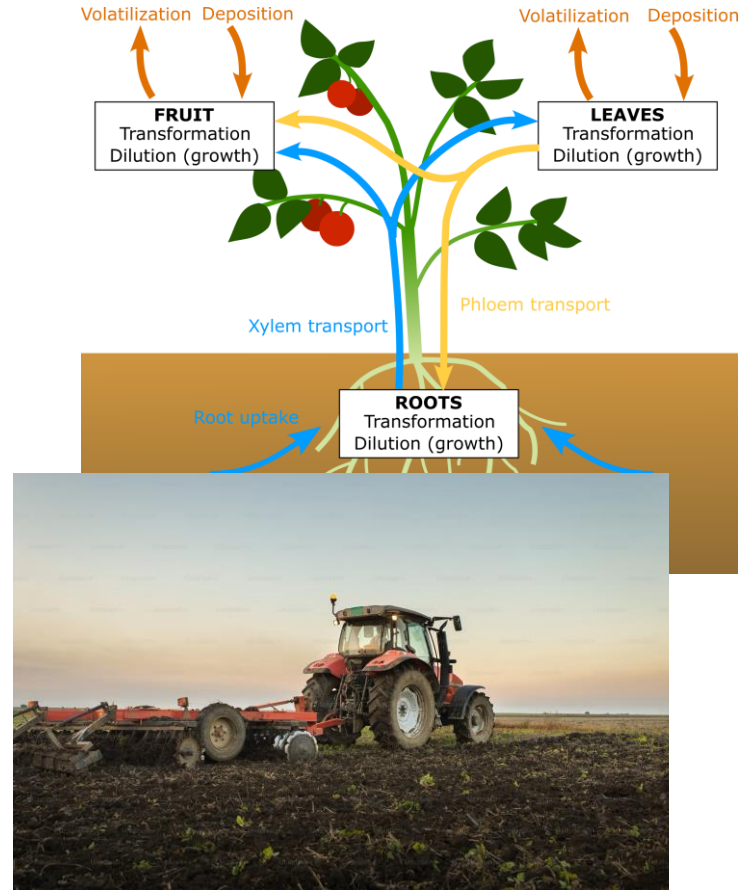 Volatilization
Deposition
Volatilization
Deposition
FRUIT
Transformation
Dilution (growth)
LEAVES
Transformation
Dilution (growth)
Xylem transport
Phloem transport
Root uptake
ROOTS
Transformation
Dilution (growth)